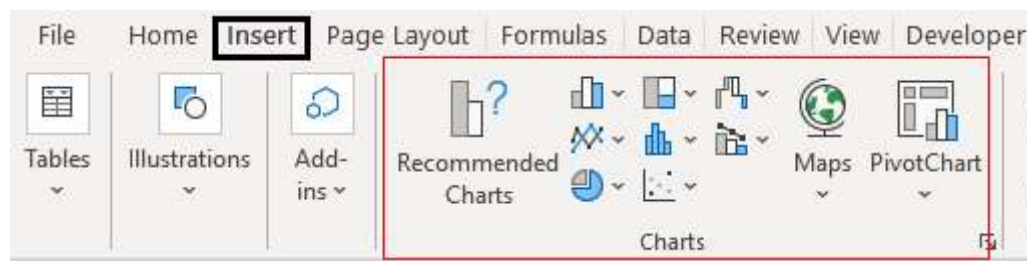 File Home Insert Page Layout Formulas Data Review View Developer
Tables Illustrations Add-ins Recommended Charts Maps PivotChart
Charts